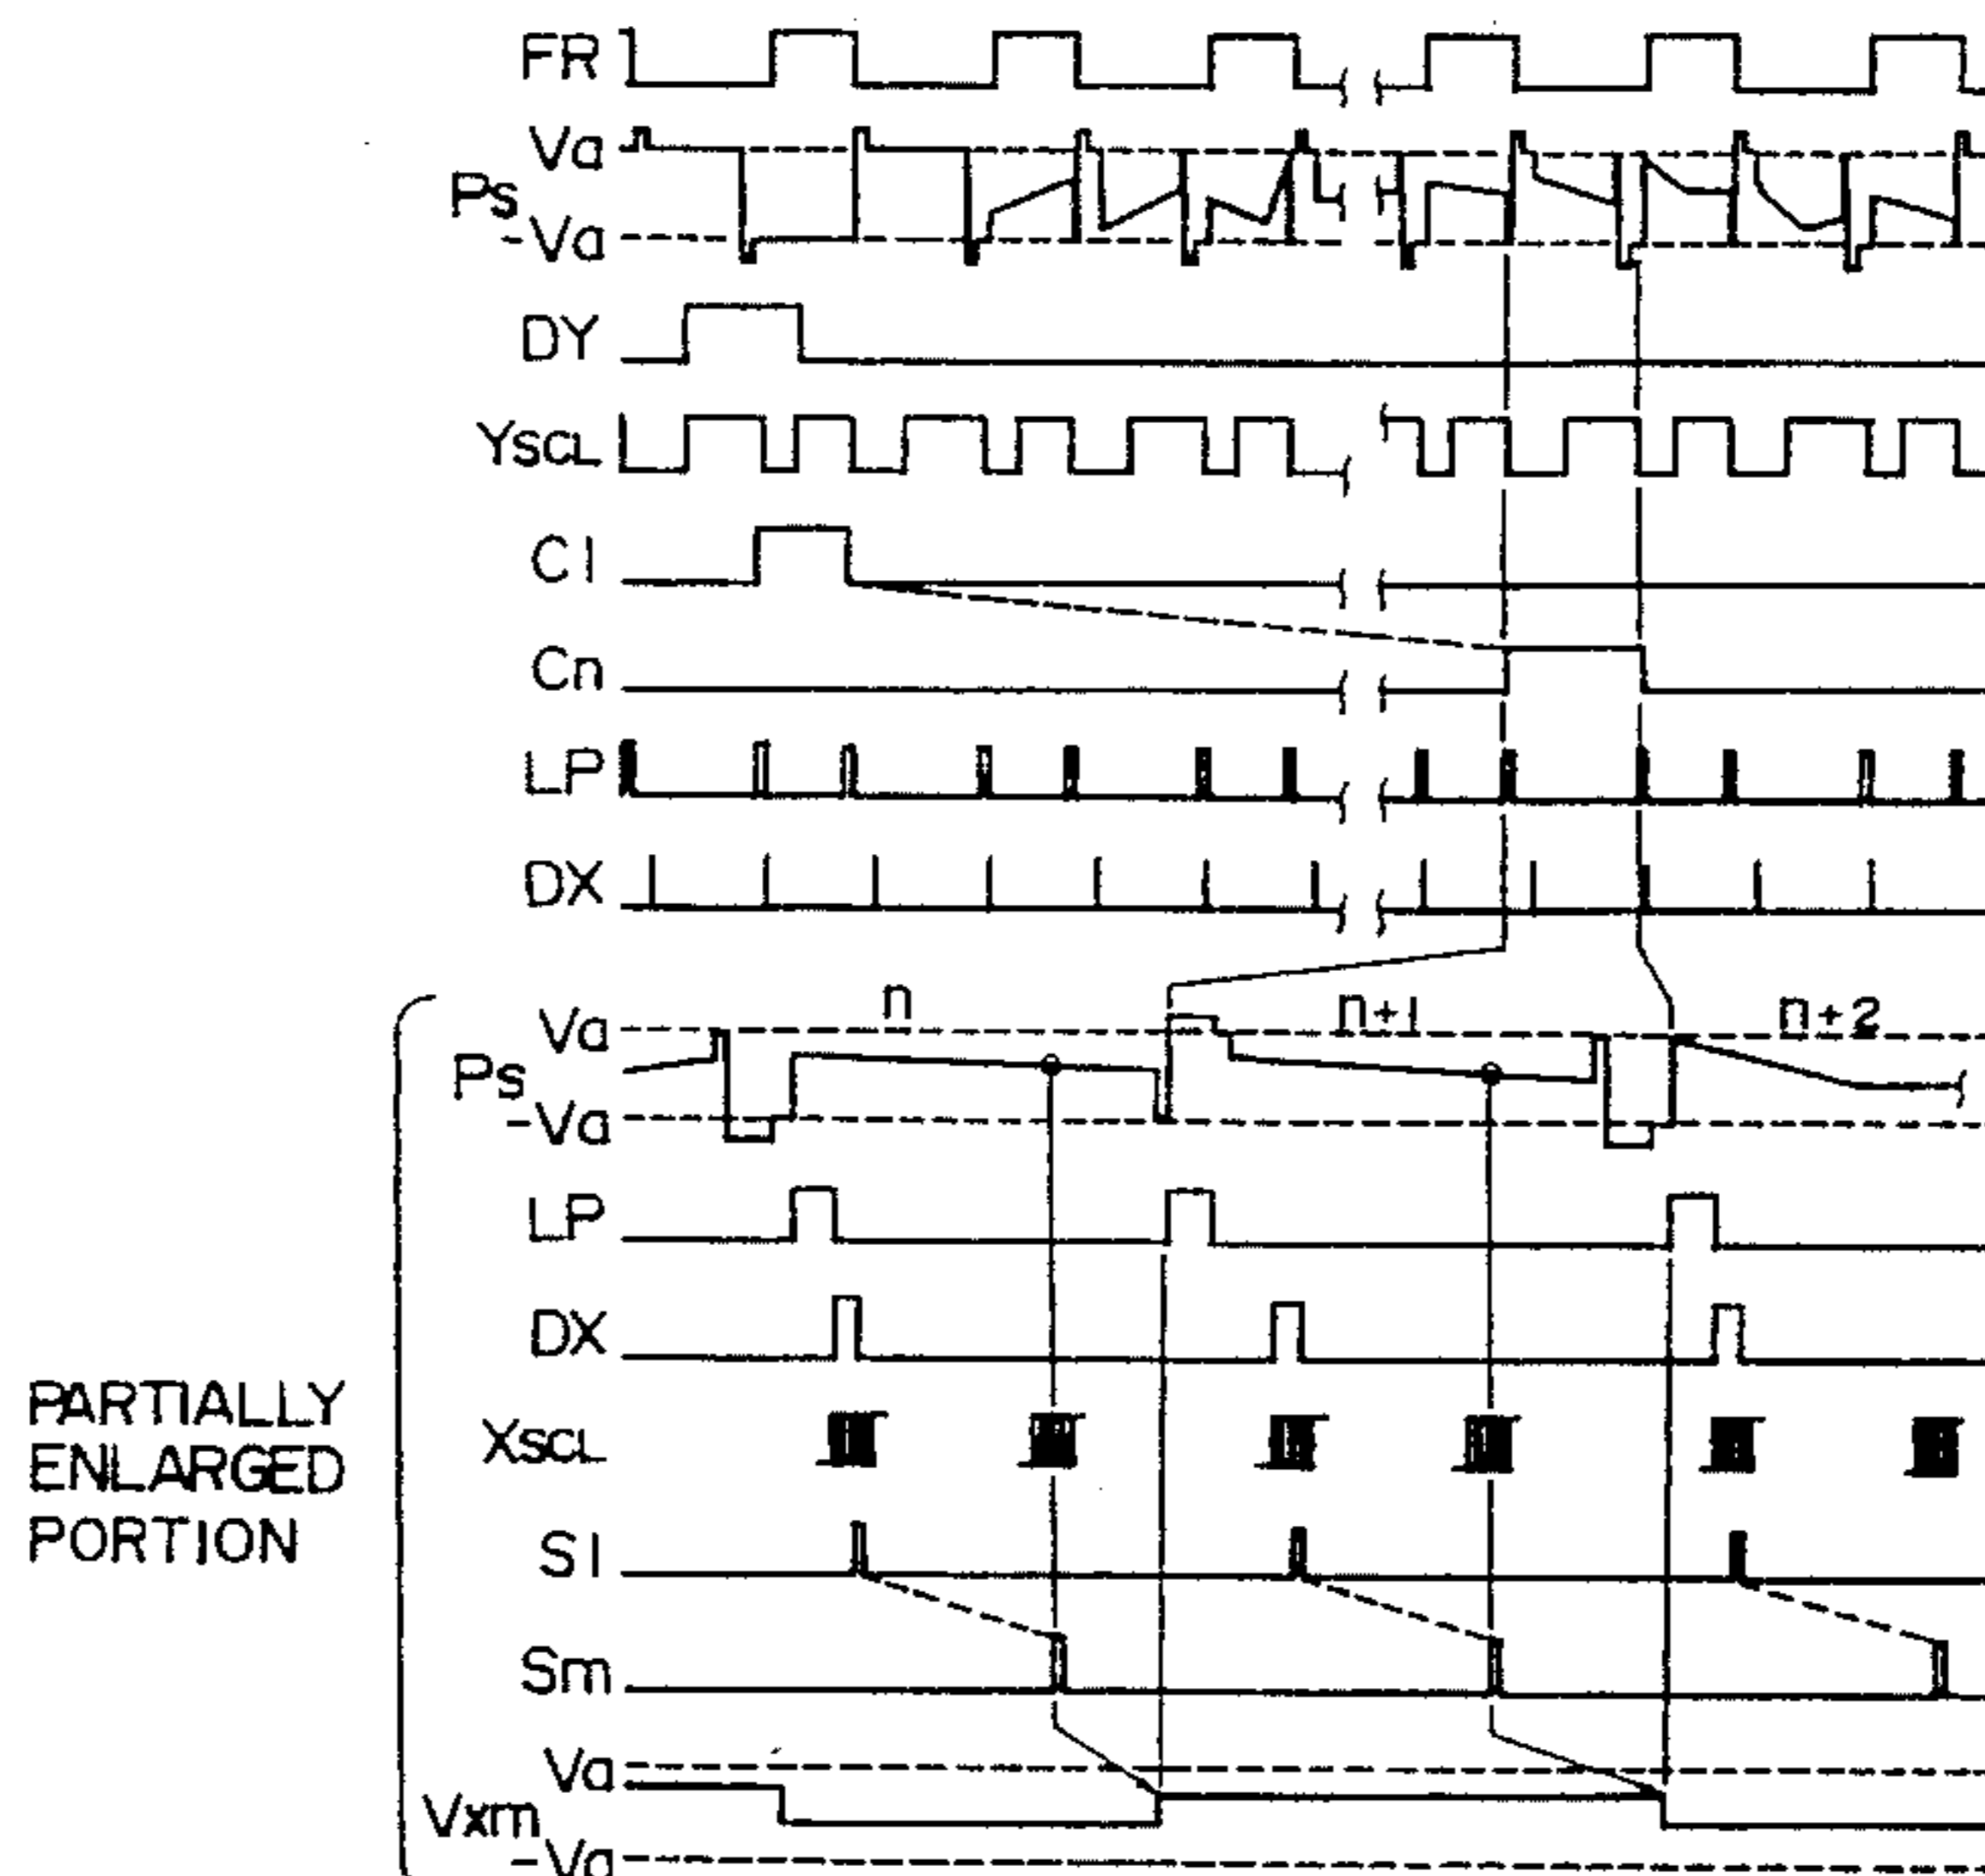 FR
Va
Ps
-Va
DY
YSCL
C1
Cn
LP
DX
n
n+1
n+2
Va
Ps
-Va
LP
DX
PARTIALLY
ENLARGED
PORTION
XSCL
S1
Sm
Va
Vxm
-Va